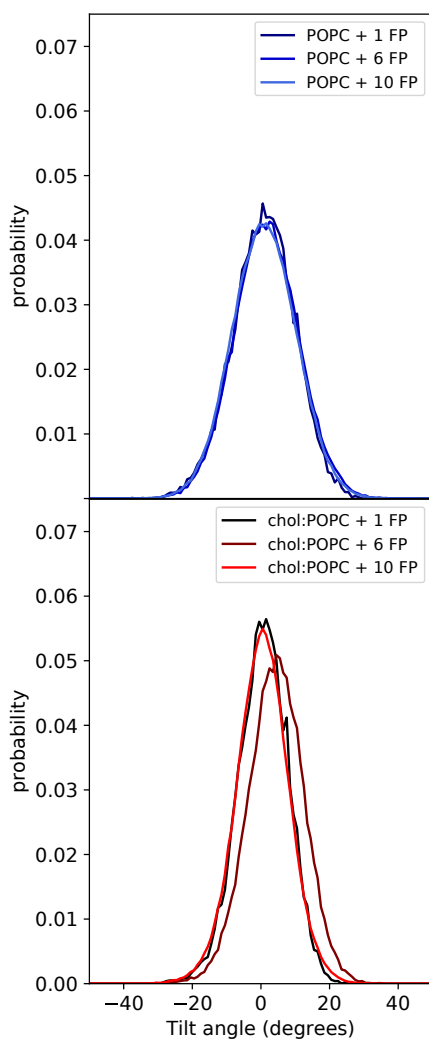 POPC + 1 FP
POPC + 6 FP
POPC + 10 FP
0.07
0.06
0.05
0.04
0.03
0.02
0.01
probability
chol:POPC + 1 FP
chol:POPC + 6 FP
chol:POPC + 10 FP
0.07
0.06
0.05
0.04
0.03
0.02
0.01
0.00
probability
−40 −20 0 20 40
Tilt angle (degrees)